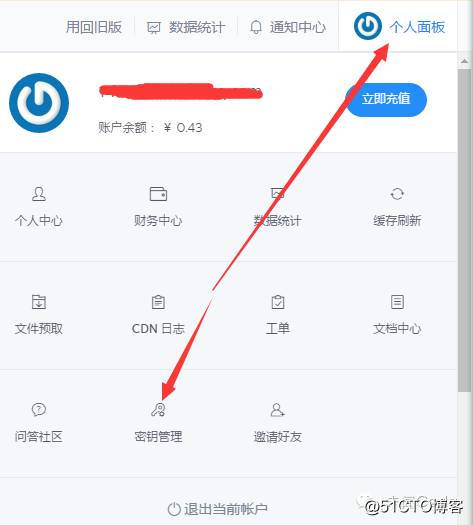 用回旧版 数据统计 通知中心 个人面板
立即充值
账户余额： ¥ 0.43
个人中心 财务中心 数据统计 缓存刷新
文件预取 CDN 日志 工单 文档中心
问答社区 密钥管理 邀请好友
退出当前帐户
@51CTO博客